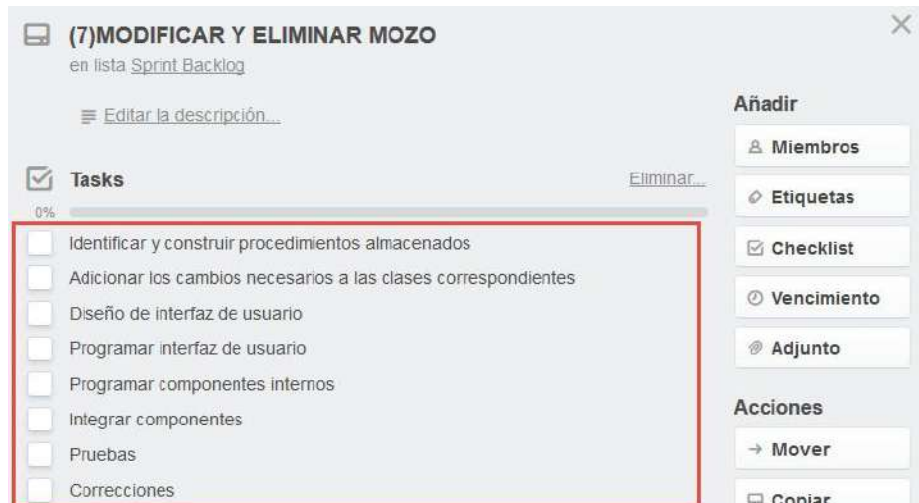 (7)MODIFICAR Y ELIMINAR MOZO
en lista Sprint Backlog
Editar la descripción...
Tasks
Eliminar...
0%
Identificar y construir procedimientos almacenados
Adicionar los cambios necesarios a las clases correspondientes
Diseño de interfaz de usuario
Programar interfaz de usuario
Programar componentes internos
Integrar componentes
Pruebas
Correcciones
Añadir
Miembros
Etiquetas
Checklist
Vencimiento
Adjunto
Acciones
Mover
Copiar